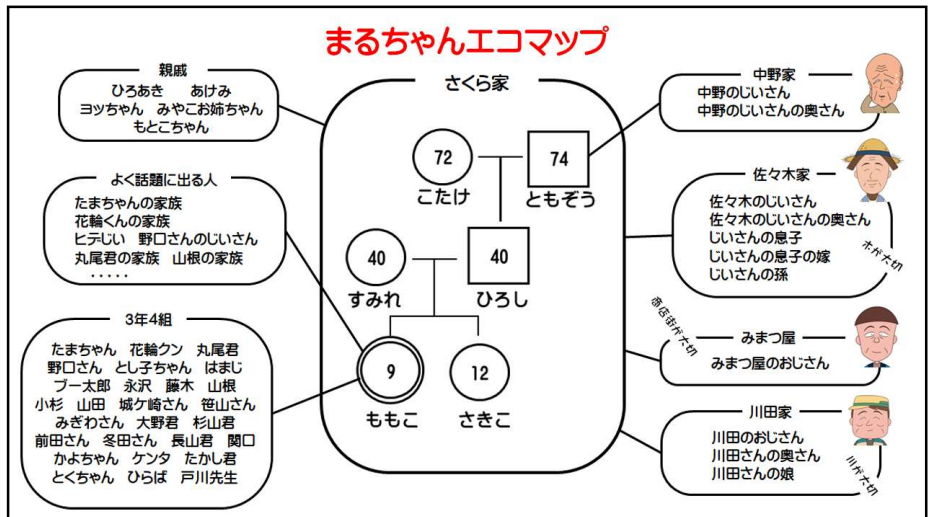 まるちゃんエコマップ
親戚
ひろあき あけみ
ヨッちゃん みやこお姉ちゃん
もとこちゃん
よく話題に出る人
たまちゃんの家族
花輪くんの家族
ヒデじい 野口さんのじいさん
丸尾君の家族 山根の家族
・・・・・
3年4組
たまちゃん 花輪クン 丸尾君
野口さん とし子ちゃん はまじ
ブー太郎 永沢 藤木 山根
小杉 山田 城ケ崎さん 笹山さん
みぎわさん 大野君 杉山君
前田さん 冬田さん 長山君 関口
かよちゃん ケンタ たかし君
とくちゃん ひらば 戸川先生
さくら家
72
こたけ
74
ともぞう
40
すみれ
40
ひろし
9
ももこ
12
さきこ
中野家
中野のじいさん
中野のじいさんの奥さん
佐々木家
佐々木のじいさん
佐々木のじいさんの奥さん
じいさんの息子
じいさんの息子の嫁
じいさんの孫
木が大切
商店街が大切
みまつ屋
みまつ屋のおじさん
川田家
川田のおじさん
川田さんの奥さん
川田さんの娘
川が大切